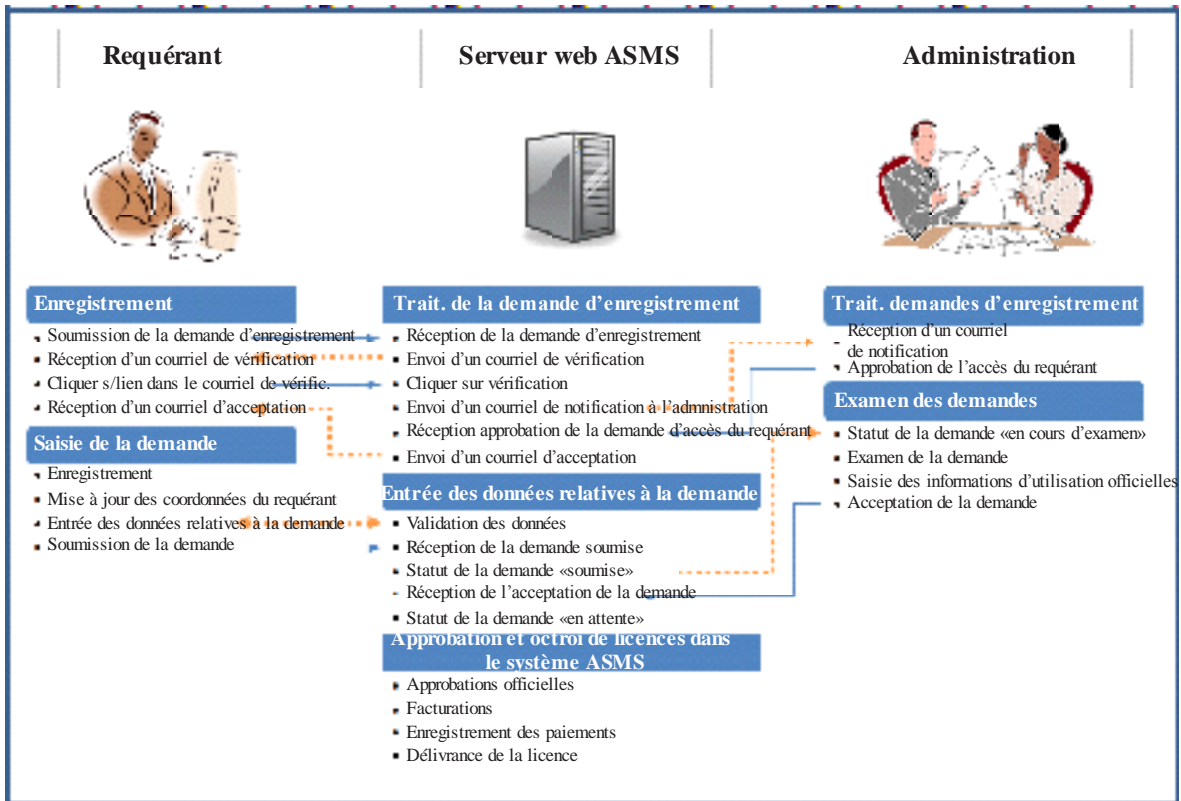 Requérant
Serveur web ASMS
Administration
Enregistrement
Soumission de la demande d'enregistrement
Réception d'un courriel de vérification
Cliquer s/lien dans le courriel de vérific.
Réception d'un courriel d'acceptation
Saisie de la demande
Enregistrement
Mise à jour des coordonnées du requérant
Entrée des données relatives à la demande
Soumission de la demande
Trait. de la demande d'enregistrement
Réception de la demande d'enregistrement
Envoi d'un courriel de vérification
Cliquer sur vérification
Envoi d'un courriel de notification à l'admnistration
Réception approbation de la demande d'accès du requérant
Envoi d'un courriel d'acceptation
Entrée des données relatives à la demande
Validation des données
Réception de la demande soumise
Statut de la demande «soumise»
Réception de l'acceptation de la demande
Statut de la demande «en attente»
Approbation et octroi de licences dans
le système ASMS
Approbations officielles
Facturations
Enregistrement des paiements
Délivrance de la licence
Trait. demandes d'enregistrement
Réception d'un courriel
de notification
Approbation de l'accès du requérant
Examen des demandes
Statut de la demande «en cours d'examen»
Examen de la demande
Saisie des informations d'utilisation officielles
Acceptation de la demande